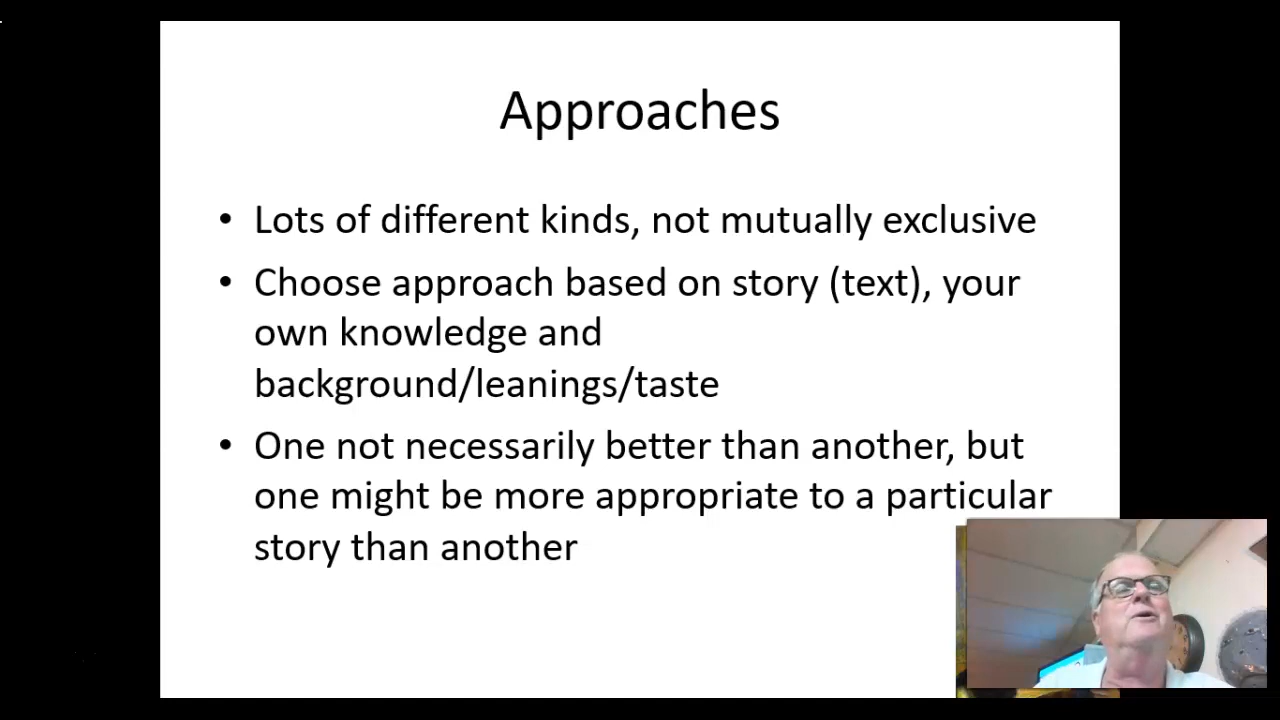 Approaches
• Lots of different kinds, not mutually exclusive
• Choose approach based on story (text), your
own knowledge and
background/leanings/taste
• One not necessarily better than another, but
one might be more appropriate to a particular
story than another